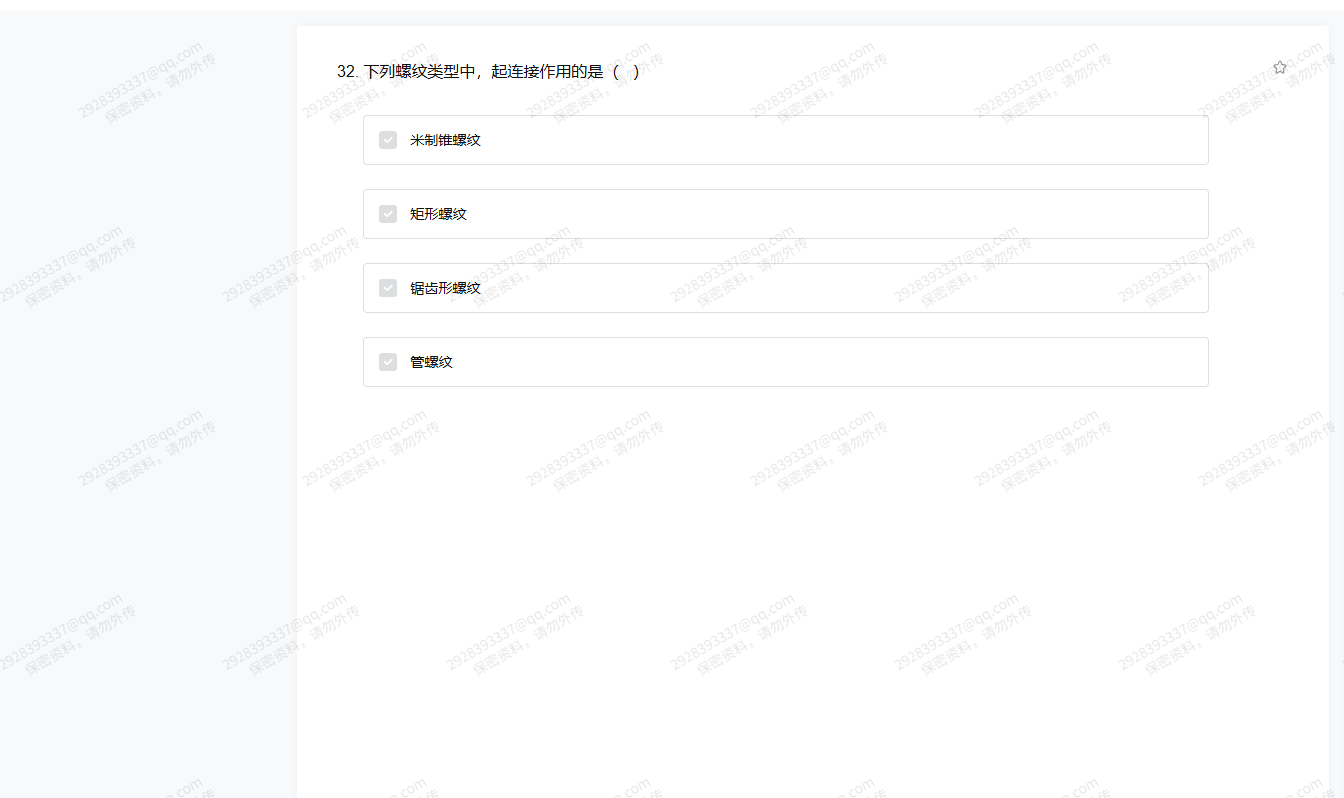 32. 下列螺纹类型中，起连接作用的是（　）
米制锥螺纹
矩形螺纹
锯齿形螺纹
管螺纹
2928393337@qq.com
保密资料，请勿外传